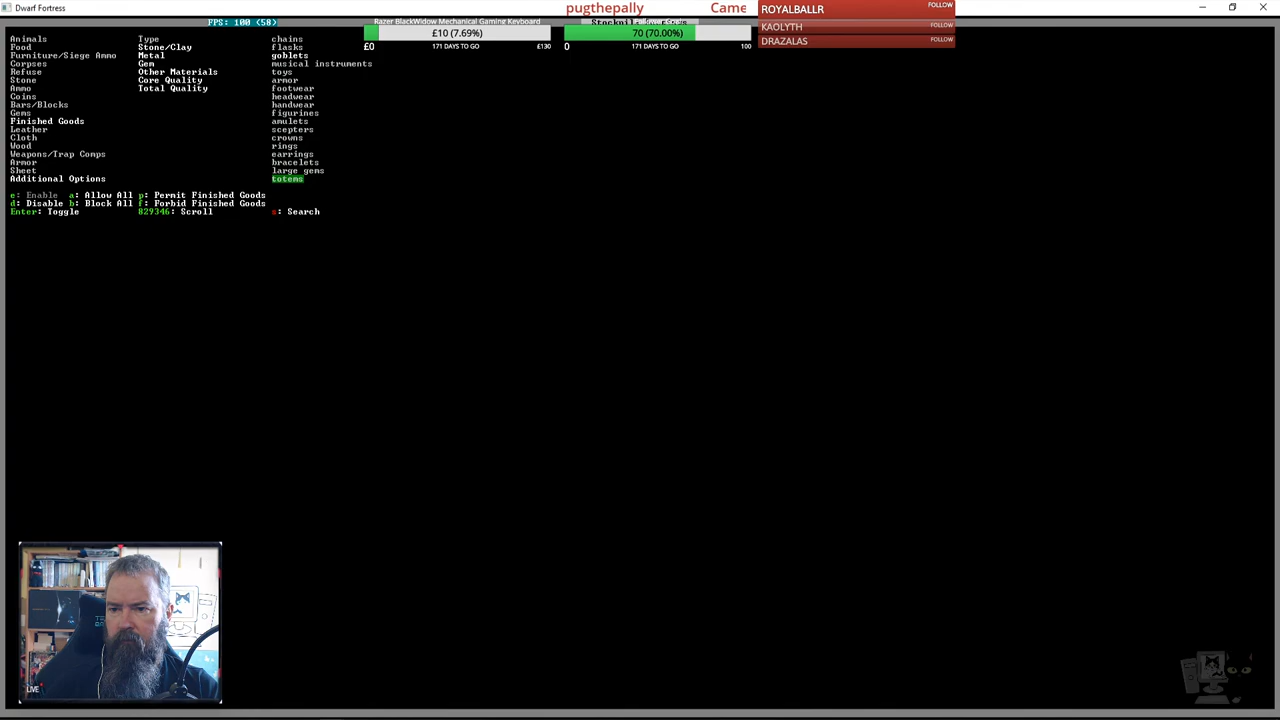 Dwarf Fortress
FPS: 100 (58)
Razer BlackWidow Mechanical Gaming Keyboard
£10 (7.69%)
£0
171 DAYS TO GO
£130
70 (70.00%)
0
171 DAYS TO GO
100
pugthepally
Came
ROYALBALLR FOLLOW
KAOLYTH FOLLOW
DRAZALAS FOLLOW
Animals
Food
Furniture/Siege Ammo
Corpses
Refuse
Stone
Ammo
Coins
Bars/Blocks
Gems
Finished Goods
Leather
Cloth
Wood
Weapons/Trap Comps
Armor
Sheet
Additional Options
Type
Stone/Clay
Metal
Gem
Other Materials
Core Quality
Total Quality
chains
flasks
goblets
musical instruments
toys
armor
footwear
headwear
handwear
figurines
amulets
scepters
crowns
rings
earrings
bracelets
large gems
totems
e: Enable a: Allow All p: Permit Finished Goods
d: Disable b: Block All f: Forbid Finished Goods
Enter: Toggle 829346: Scroll s: Search
LIVE